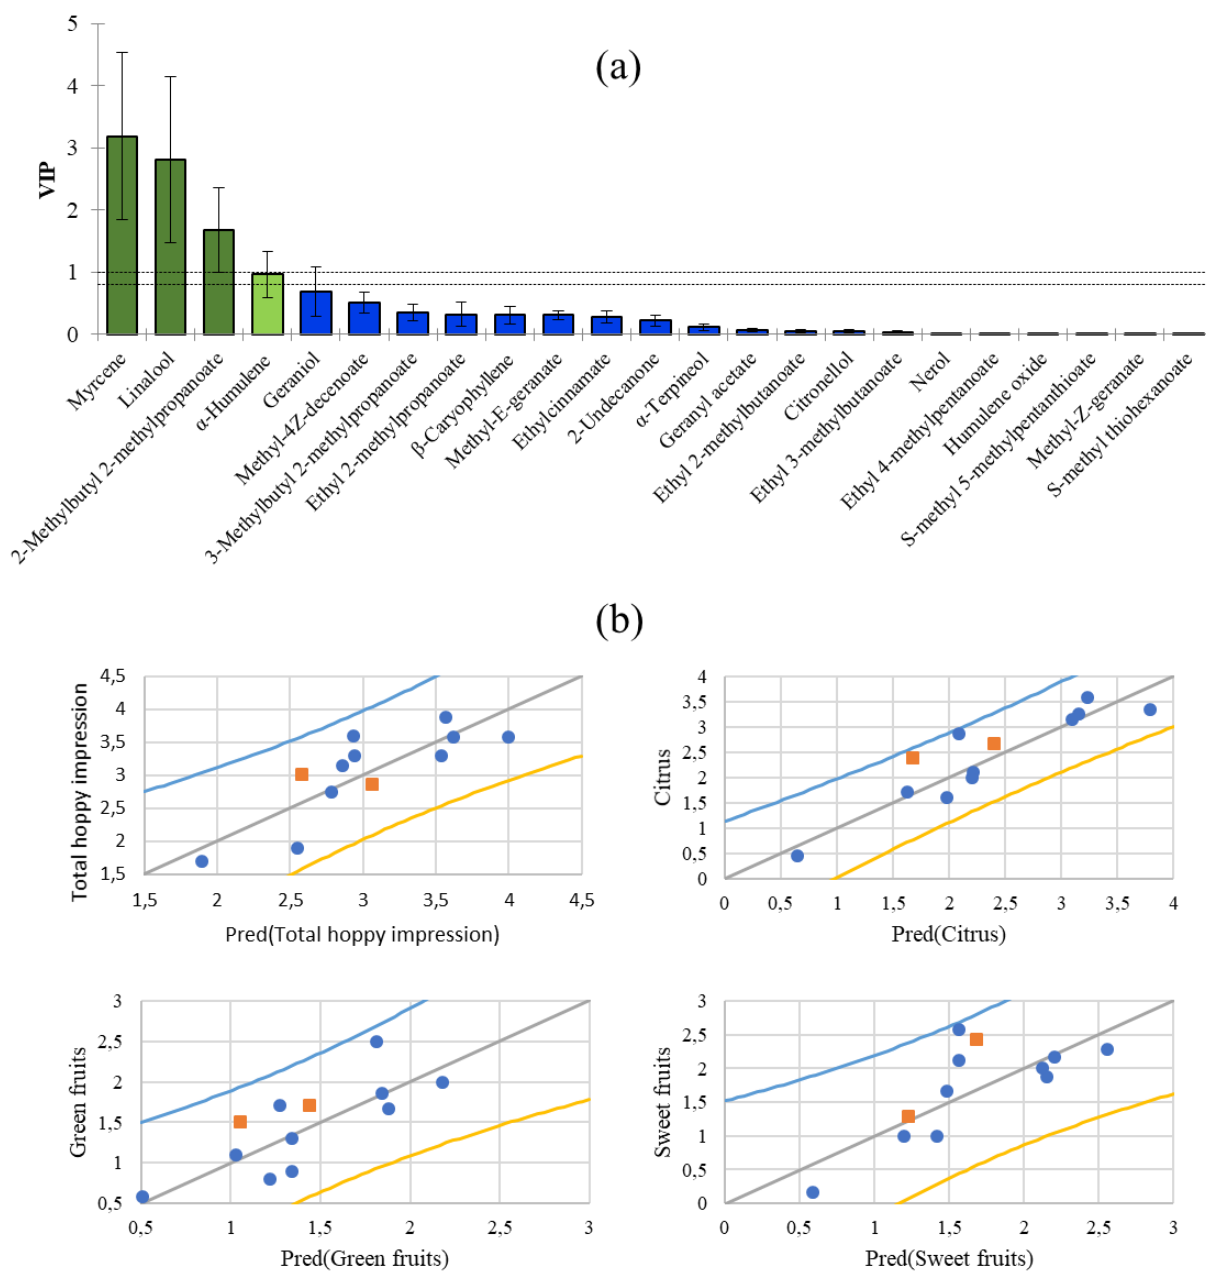 (a)
VIP
5
4
3
2
1
0
Myrcene
Linalool
2-Methylbutyl 2-methylpropanoate
α-Humulene
Geraniol
Methyl-4Z-decenoate
3-Methylbutyl 2-methylpropanoate
Ethyl 2-methylpropanoate
β-Caryophyllene
Methyl-E-geranate
Ethylcinnamate
2-Undecanone
α-Terpineol
Geranyl acetate
Ethyl 2-methylbutanoate
Citronellol
Ethyl 3-methylbutanoate
Nerol
Ethyl 4-methylpentanoate
Humulene oxide
S-methyl 5-methylpentanthioate
Methyl-Z-geranate
S-methyl thiohexanoate
(b)
Total hoppy impression
4,5
4
3,5
3
2,5
2
1,5
1,5 2 2,5 3 3,5 4 4,5
Pred(Total hoppy impression)
Citrus
4
3,5
3
2,5
2
1,5
1
0,5
0
0 0,5 1 1,5 2 2,5 3 3,5 4
Pred(Citrus)
Green fruits
3
2,5
2
1,5
1
0,5
0,5 1 1,5 2 2,5 3
Pred(Green fruits)
Sweet fruits
3
2,5
2
1,5
1
0,5
0
0 0,5 1 1,5 2 2,5 3
Pred(Sweet fruits)